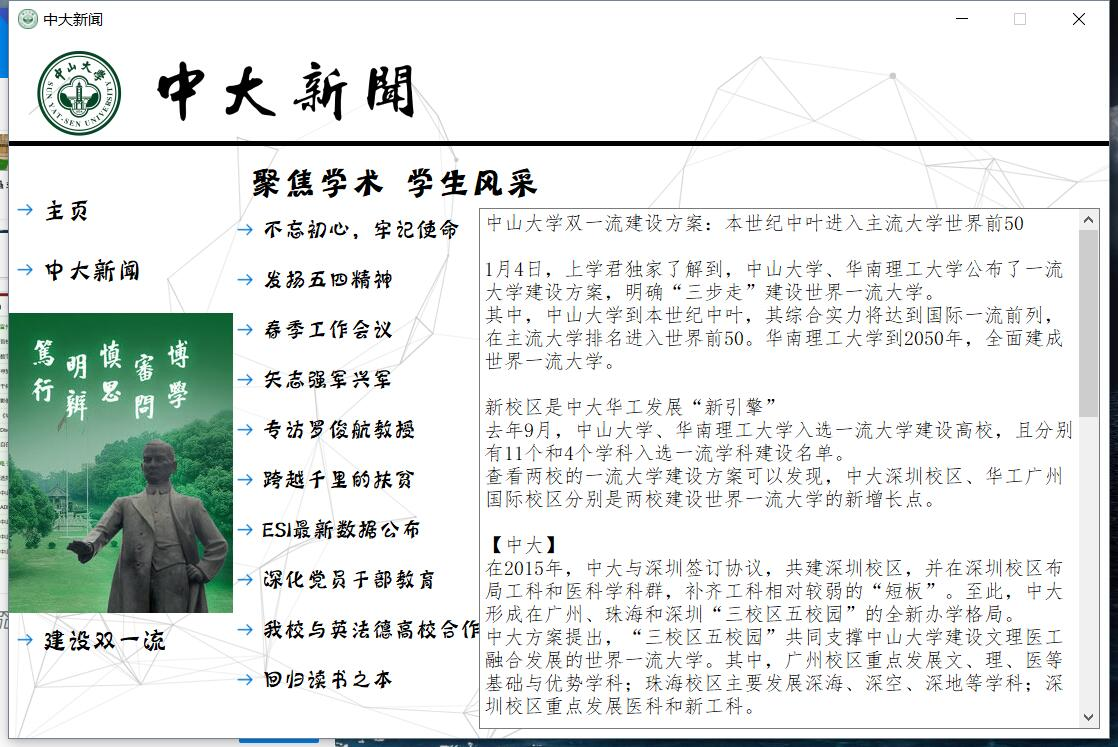 中大新闻
中山大学
SUN YAT-SEN UNIVERSITY
中大新聞
主页
中大新闻
博學
審問
慎思
明辨
篤行
建设双一流
聚焦学术 学生风采
不忘初心，牢记使命
发扬五四精神
春季工作会议
矢志强军兴军
专访罗俊航教授
跨越千里的扶贫
ESI最新数据公布
深化党员干部教育
我校与英法德高校合作
回归读书之本
中山大学双一流建设方案：本世纪中叶进入主流大学世界前50
1月4日，上学君独家了解到，中山大学、华南理工大学公布了一流
大学建设方案，明确“三步走”建设世界一流大学。
其中，中山大学到本世纪中叶，其综合实力将达到国际一流前列，
在主流大学排名进入世界前50。华南理工大学到2050年，全面建成
世界一流大学。
新校区是中大华工发展“新引擎”
去年9月，中山大学、华南理工大学入选一流大学建设高校，且分别
有11个和4个学科入选一流学科建设名单。
查看两校的一流大学建设方案可以发现，中大深圳校区、华工广州
国际校区分别是两校建设世界一流大学的新增长点。
【中大】
在2015年，中大与深圳签订协议，共建深圳校区，并在深圳校区布
局工科和医科学科群，补齐工科相对较弱的“短板”。至此，中大
形成在广州、珠海和深圳“三校区五校园”的全新办学格局。
中大方案提出，“三校区五校园”共同支撑中山大学建设文理医工
融合发展的世界一流大学。其中，广州校区重点发展文、理、医等
基础与优势学科；珠海校区主要发展深海、深空、深地等学科；深
圳校区重点发展医科和新工科。